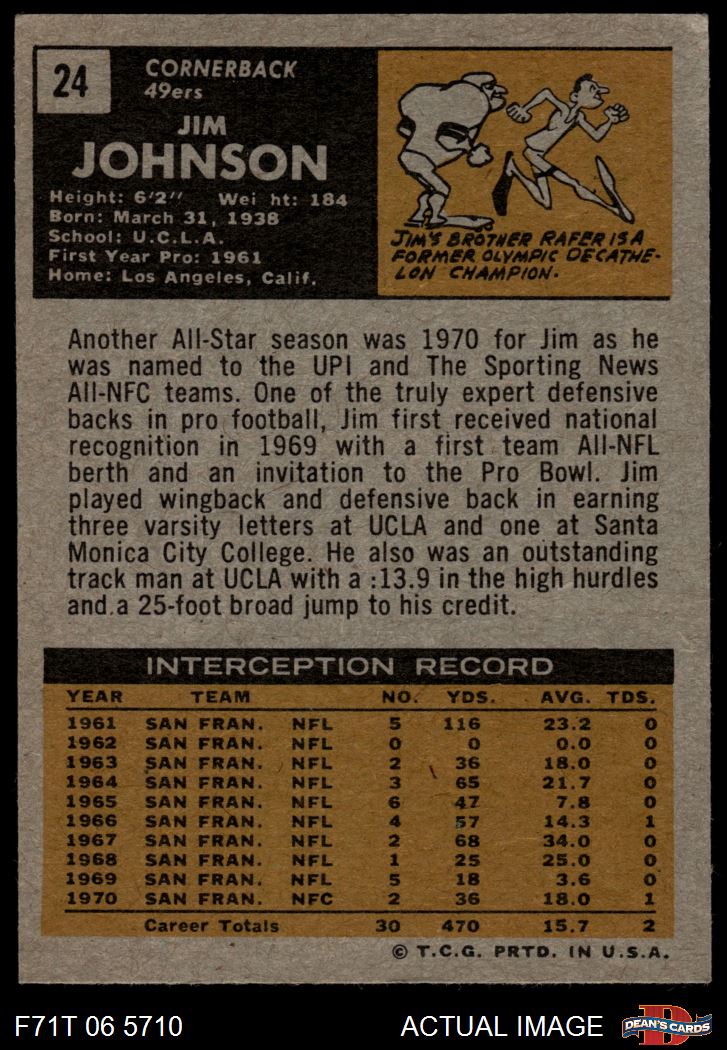 24
CORNERBACK
49ers
JIM
JOHNSON
Height: 6'2" Wei ht: 184
Born: March 31, 1938
School: U.C.L.A.
First Year Pro: 1961
Home: Los Angeles, Calif.
JIM'S BROTHER RAFER IS A
FORMER OLYMPIC DECATHE-
LON CHAMPION.
Another All-Star season was 1970 for Jim as he
was named to the UPI and The Sporting News
All-NFC teams. One of the truly expert defensive
backs in pro football, Jim first received national
recognition in 1969 with a first team All-NFL
berth and an invitation to the Pro Bowl. Jim
played wingback and defensive back in earning
three varsity letters at UCLA and one at Santa
Monica City College. He also was an outstanding
track man at UCLA with a :13.9 in the high hurdles
and a 25-foot broad jump to his credit.
INTERCEPTION RECORD
YEAR TEAM NO. YDS. AVG. TDS.
1961 SAN FRAN. NFL 5 116 23.2 0
1962 SAN FRAN. NFL 0 0 0.0 0
1963 SAN FRAN. NFL 2 36 18.0 0
1964 SAN FRAN. NFL 3 65 21.7 0
1965 SAN FRAN. NFL 6 47 7.8 0
1966 SAN FRAN. NFL 4 57 14.3 1
1967 SAN FRAN. NFL 2 68 34.0 0
1968 SAN FRAN. NFL 1 25 25.0 0
1969 SAN FRAN. NFL 5 18 3.6 0
1970 SAN FRAN. NFC 2 36 18.0 1
Career Totals 30 470 15.7 2
© T.C.G. PRTD. IN U.S.A.
F71T 06 5710 ACTUAL IMAGE D DEAN'S CARDS